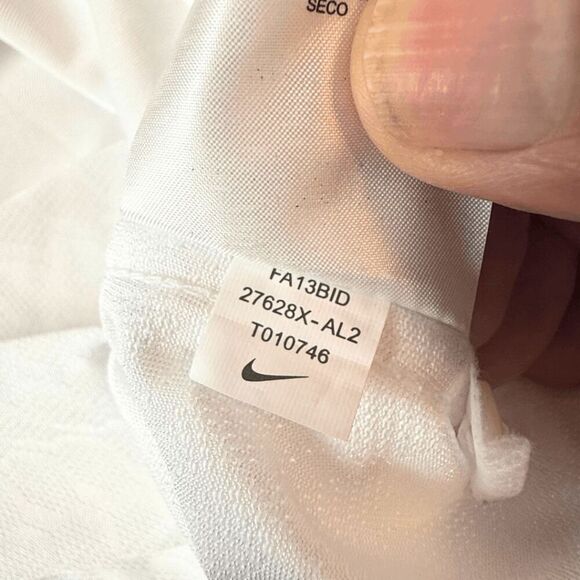 SECO
FA13BID
27628X-AL2
T010746